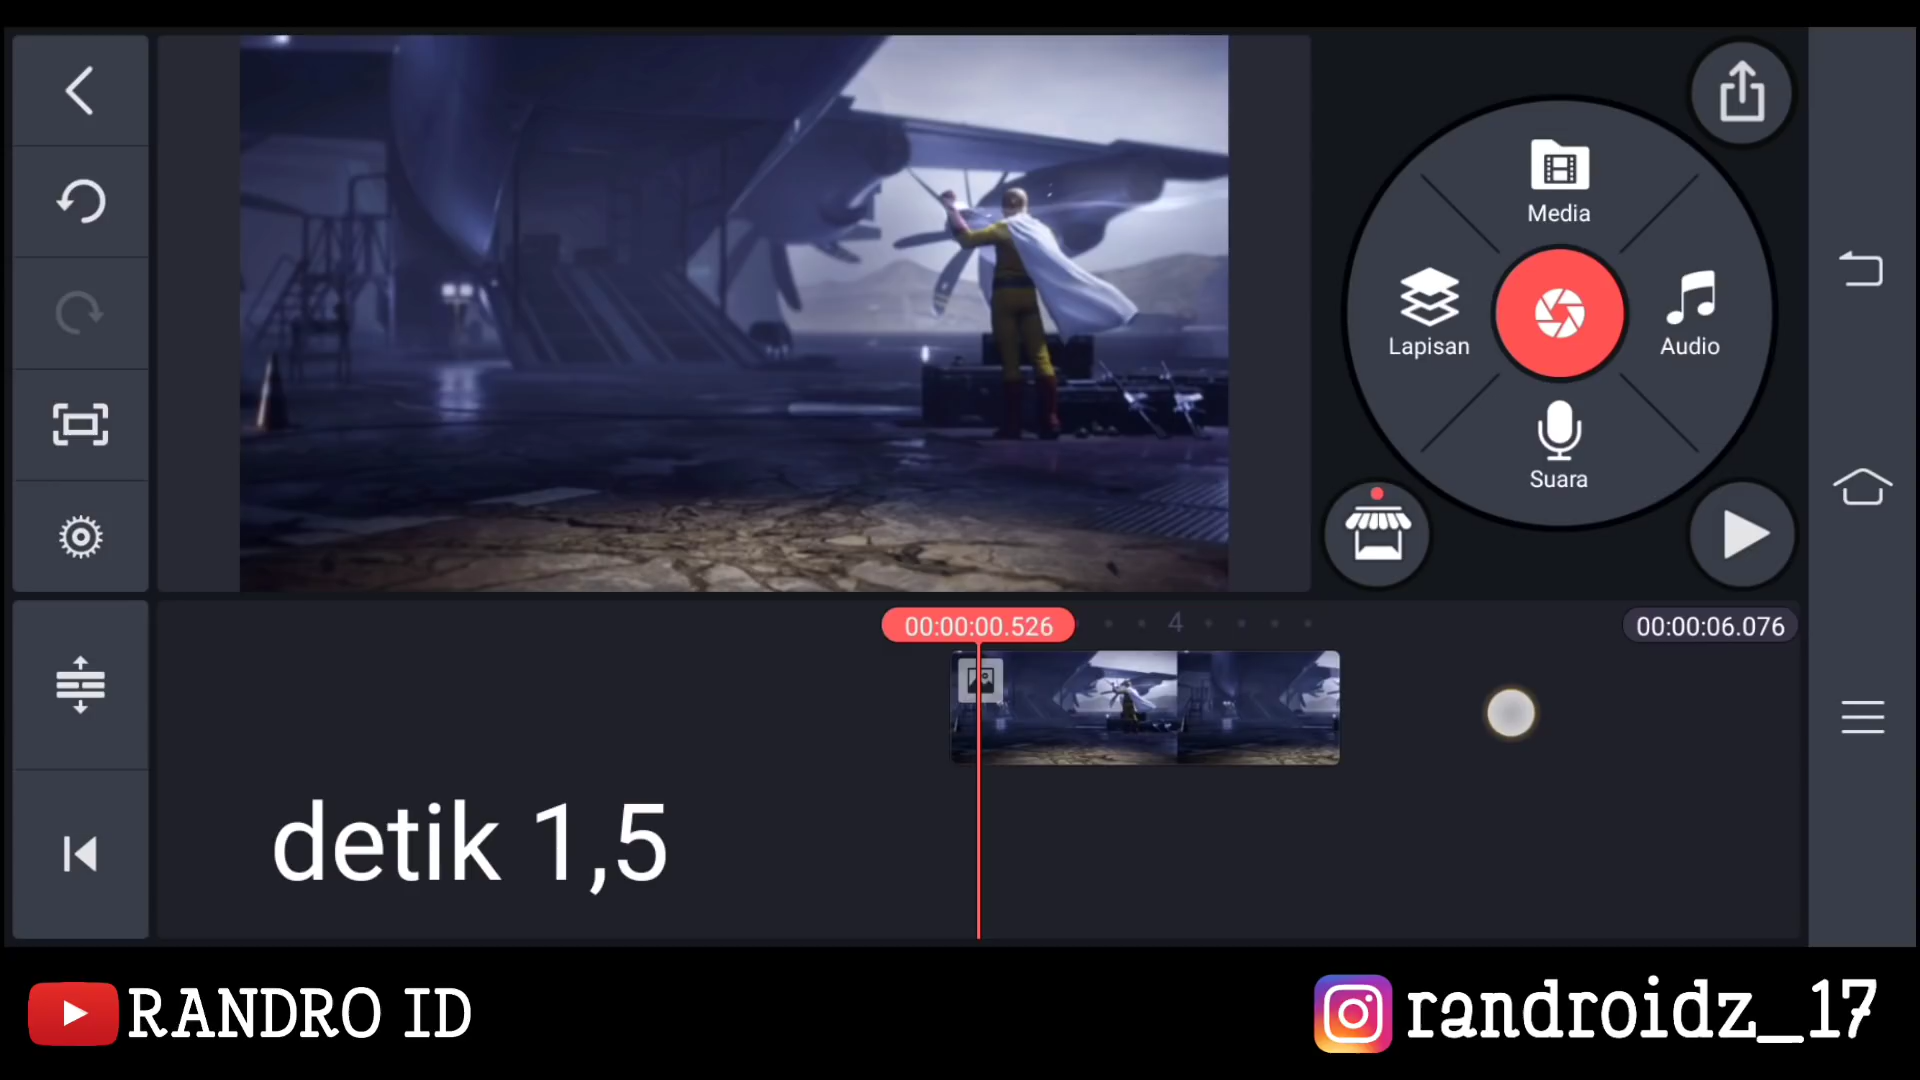 Media
Lapisan
Audio
Suara
00:00:00.526
4
00:00:06.076
detik 1,5
RANDRO ID
randroidz_17